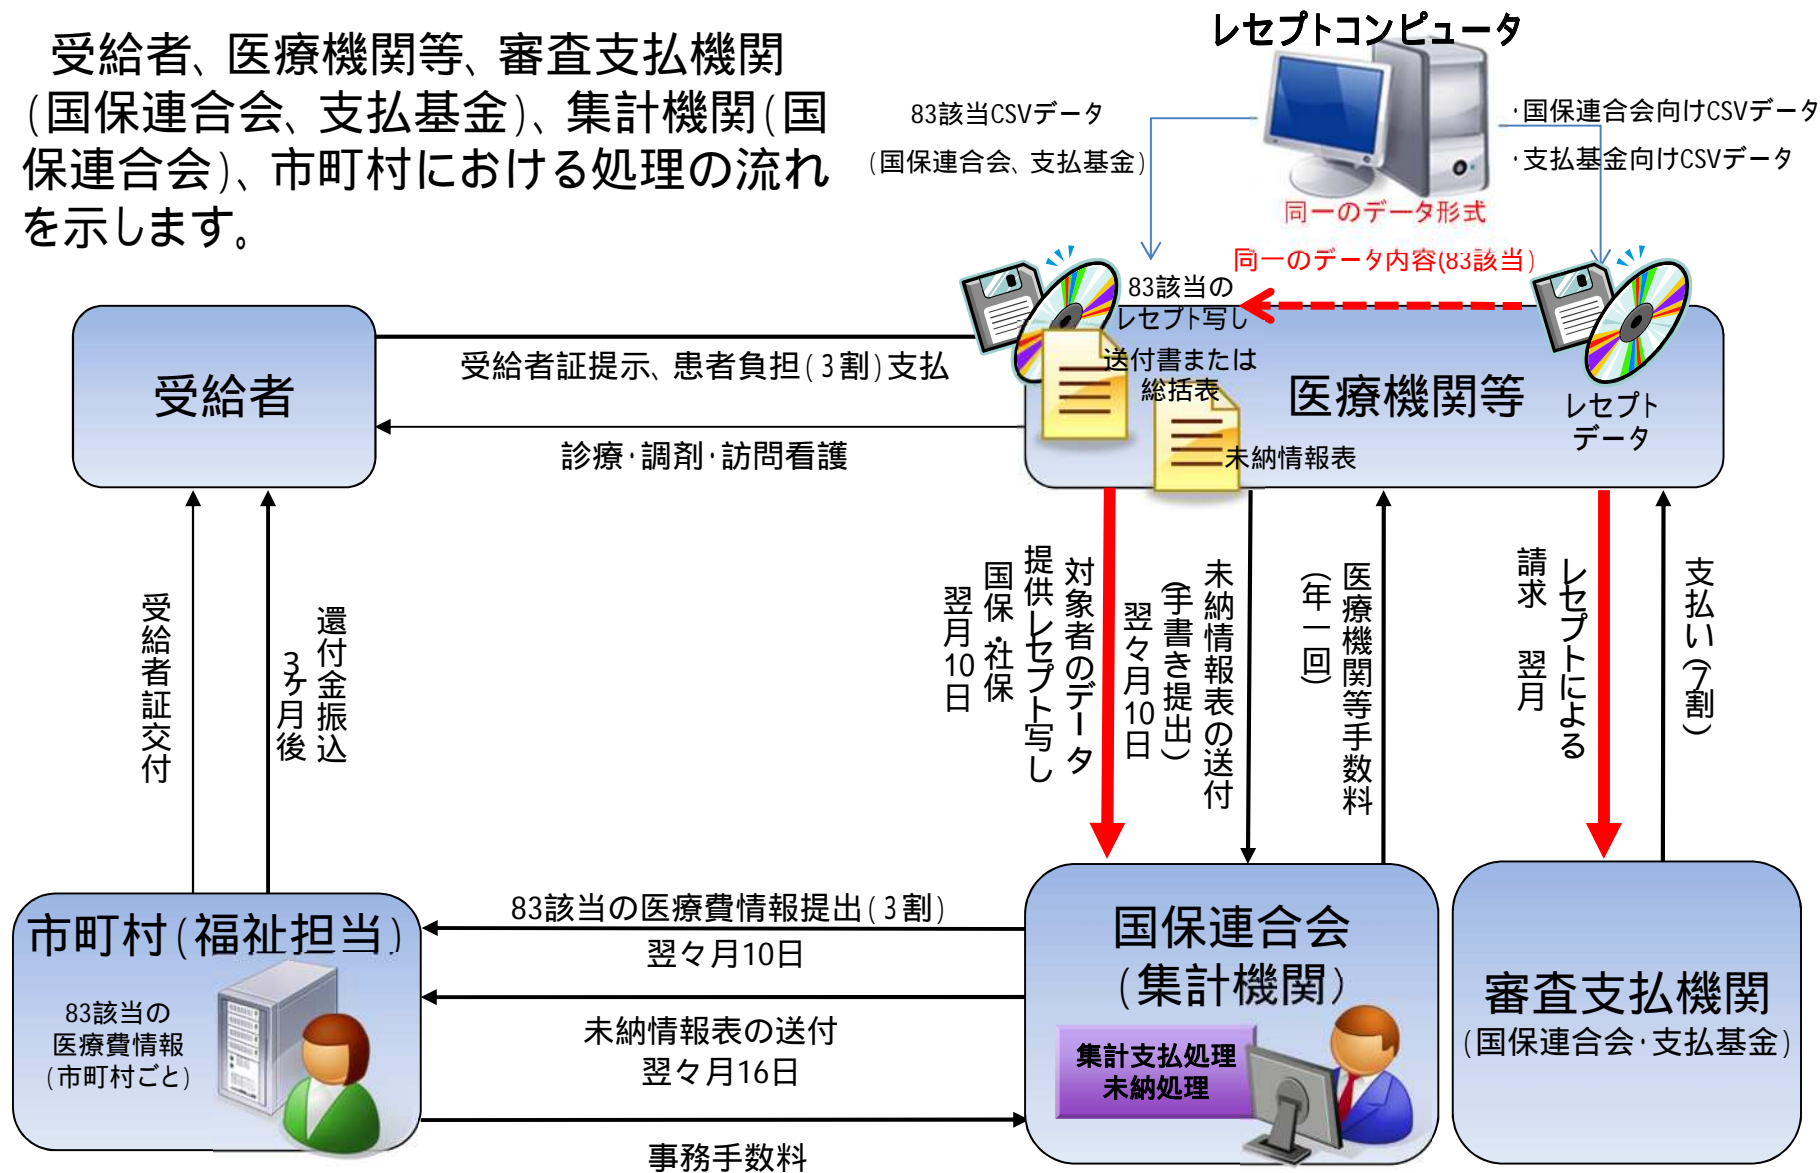 受給者、医療機関等、審査支払機関
(国保連合会、支払基金)、集計機関(国
保連合会)、市町村における処理の流れ
を示します。
レセプトコンピュータ
83該当CSVデータ
(国保連合会、支払基金)
・国保連合会向けCSVデータ
・支払基金向けCSVデータ
同一のデータ形式
同一のデータ内容(83該当)
83該当の
レセプト写し
送付書または
総括表
未納情報表
医療機関等
レセプト
データ
受給者
受給者証提示、患者負担(3割)支払
診療・調剤・訪問看護
受給者証交付
還付金振込
3ヶ月後
対象者のデータ
提供レセプト写し
国保・社保
翌月10日
未納情報表の送付
(手書き提出)
翌々月10日
医療機関等手数料
(年一回)
レセプトによる
請求 翌月
支払い(7割)
市町村(福祉担当)
83該当の
医療費情報
(市町村ごと)
83該当の医療費情報提出(3割)
翌々月10日
未納情報表の送付
翌々月16日
事務手数料
国保連合会
(集計機関)
集計支払処理
未納処理
審査支払機関
(国保連合会・支払基金)